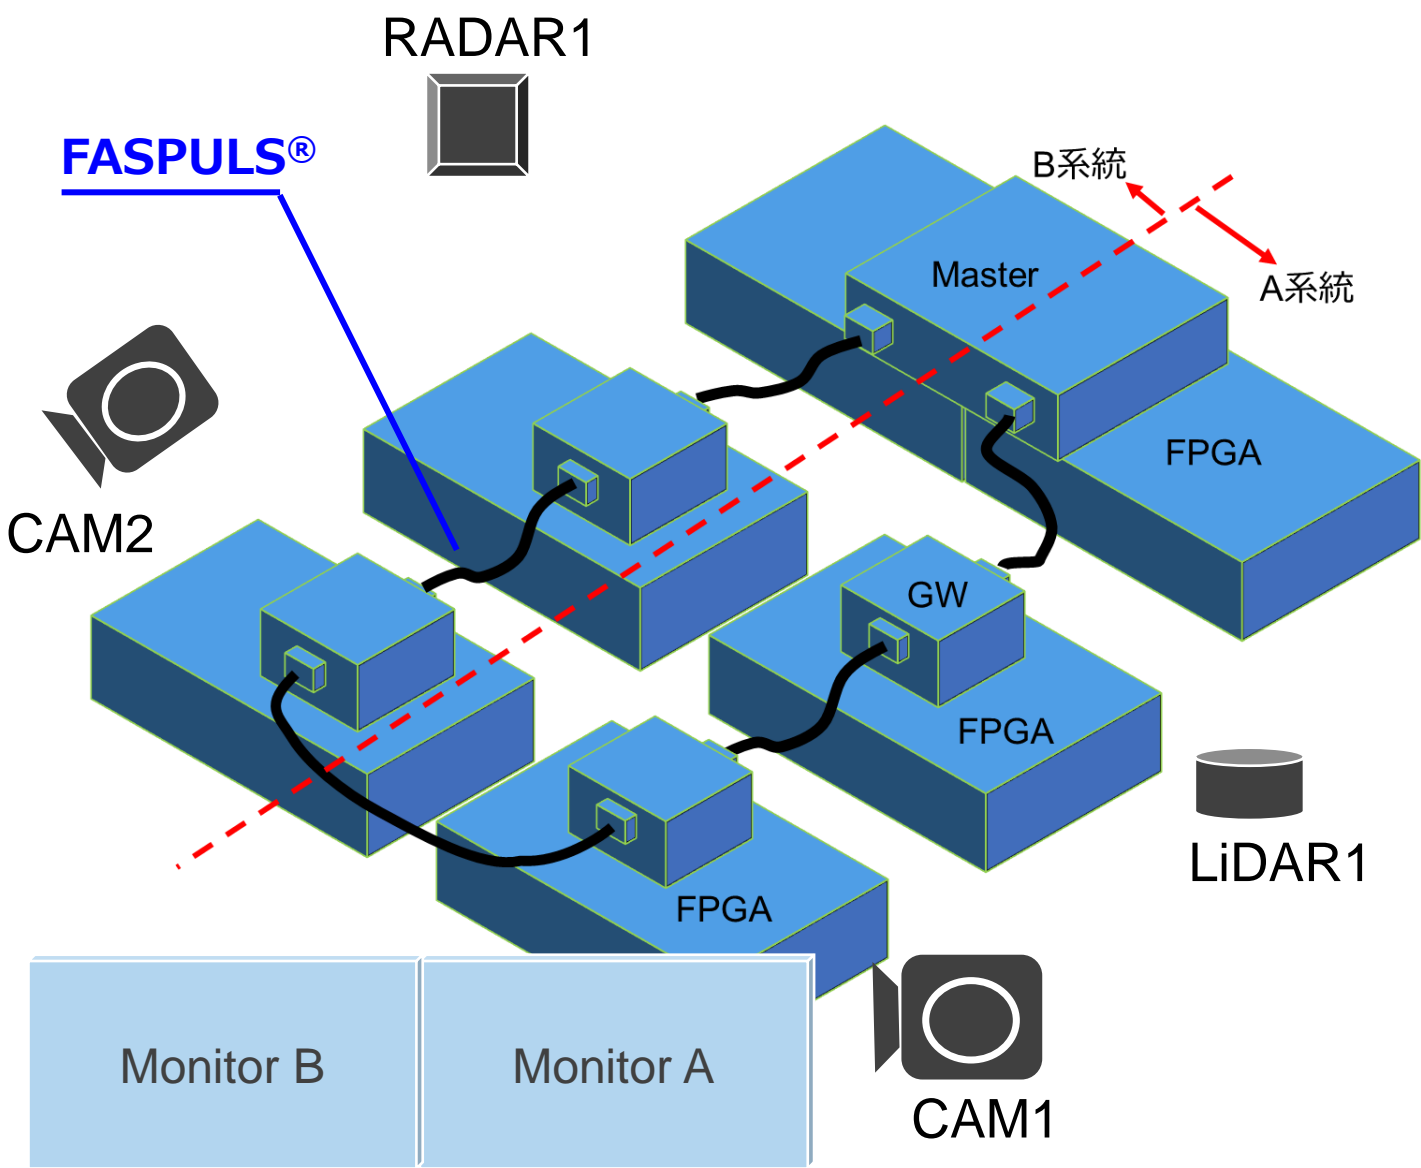 RADAR1
FASPULS®
B系統
Master
A系統
FPGA
CAM2
GW
FPGA
LiDAR1
FPGA
Monitor B
Monitor A
CAM1